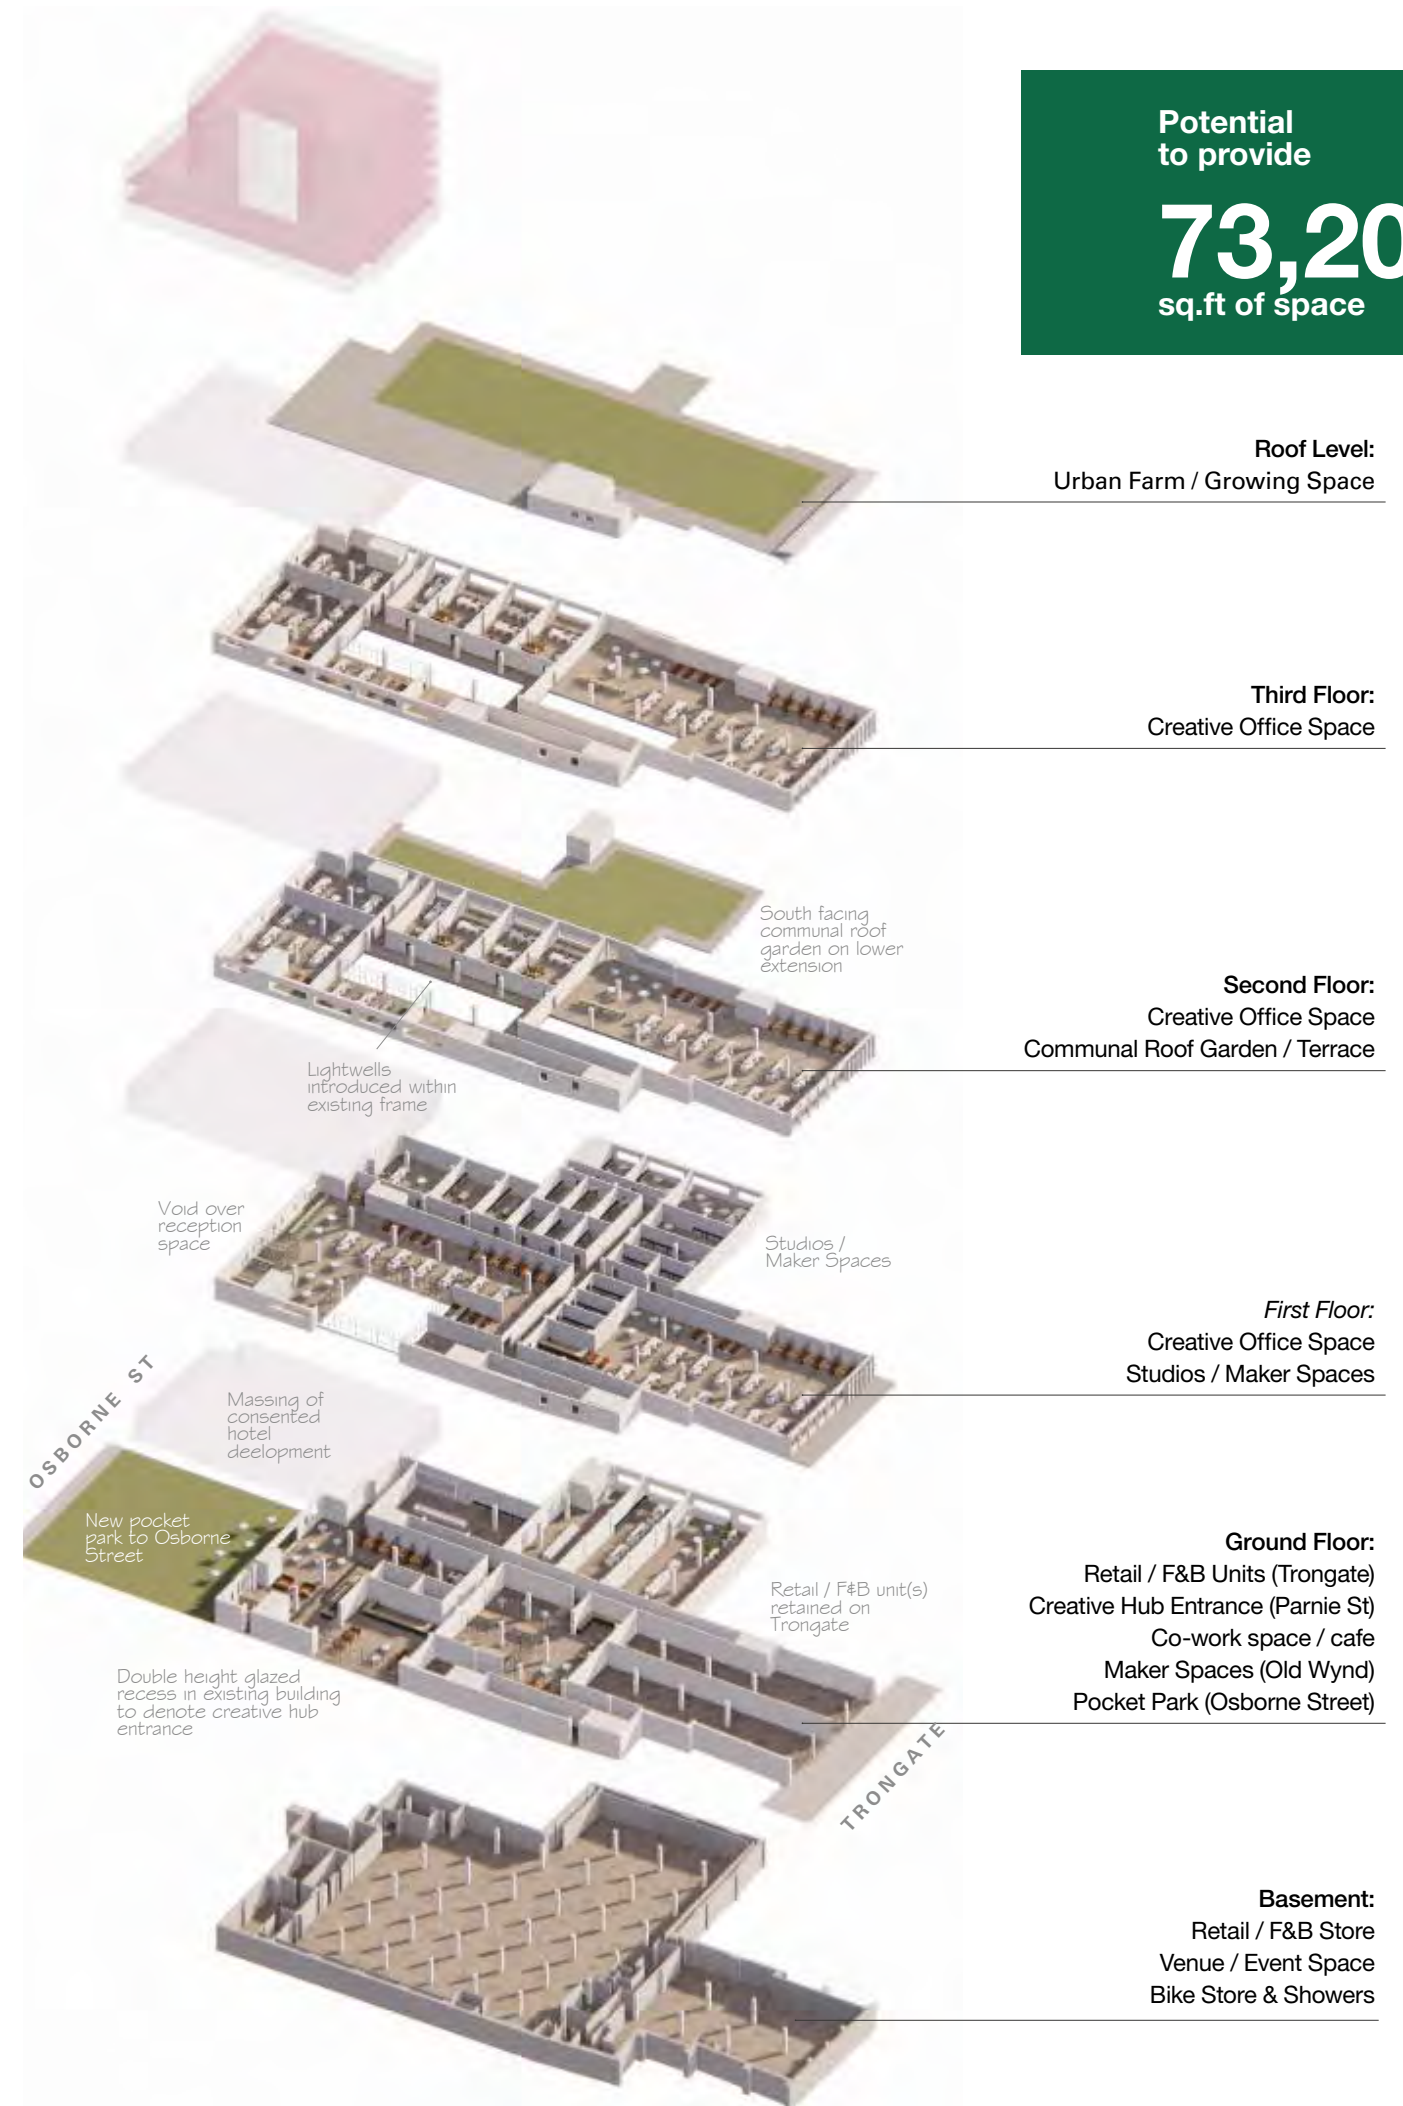 Potential
to provide
73,20
sq.ft of space
Roof Level:
Urban Farm / Growing Space
Third Floor:
Creative Office Space
South facing
communal roof
garden on lower
extension
Second Floor:
Creative Office Space
Communal Roof Garden / Terrace
Lightwells
introduced within
existing frame
Void over
reception
space
Studios /
Maker Spaces
First Floor:
Creative Office Space
Studios / Maker Spaces
OSBORNE ST
Massing of
consented
hotel
deelopment
New pocket
park to Osborne
Street
Ground Floor:
Retail / F&B Units (Trongate)
Creative Hub Entrance (Parnie St)
Co-work space / cafe
Maker Spaces (Old Wynd)
Pocket Park (Osborne Street)
Retail / F&B unit(s)
retained on
Trongate
Double height glazed
recess in existing building
to denote creative hub
entrance
TRONGATE
Basement:
Retail / F&B Store
Venue / Event Space
Bike Store & Showers